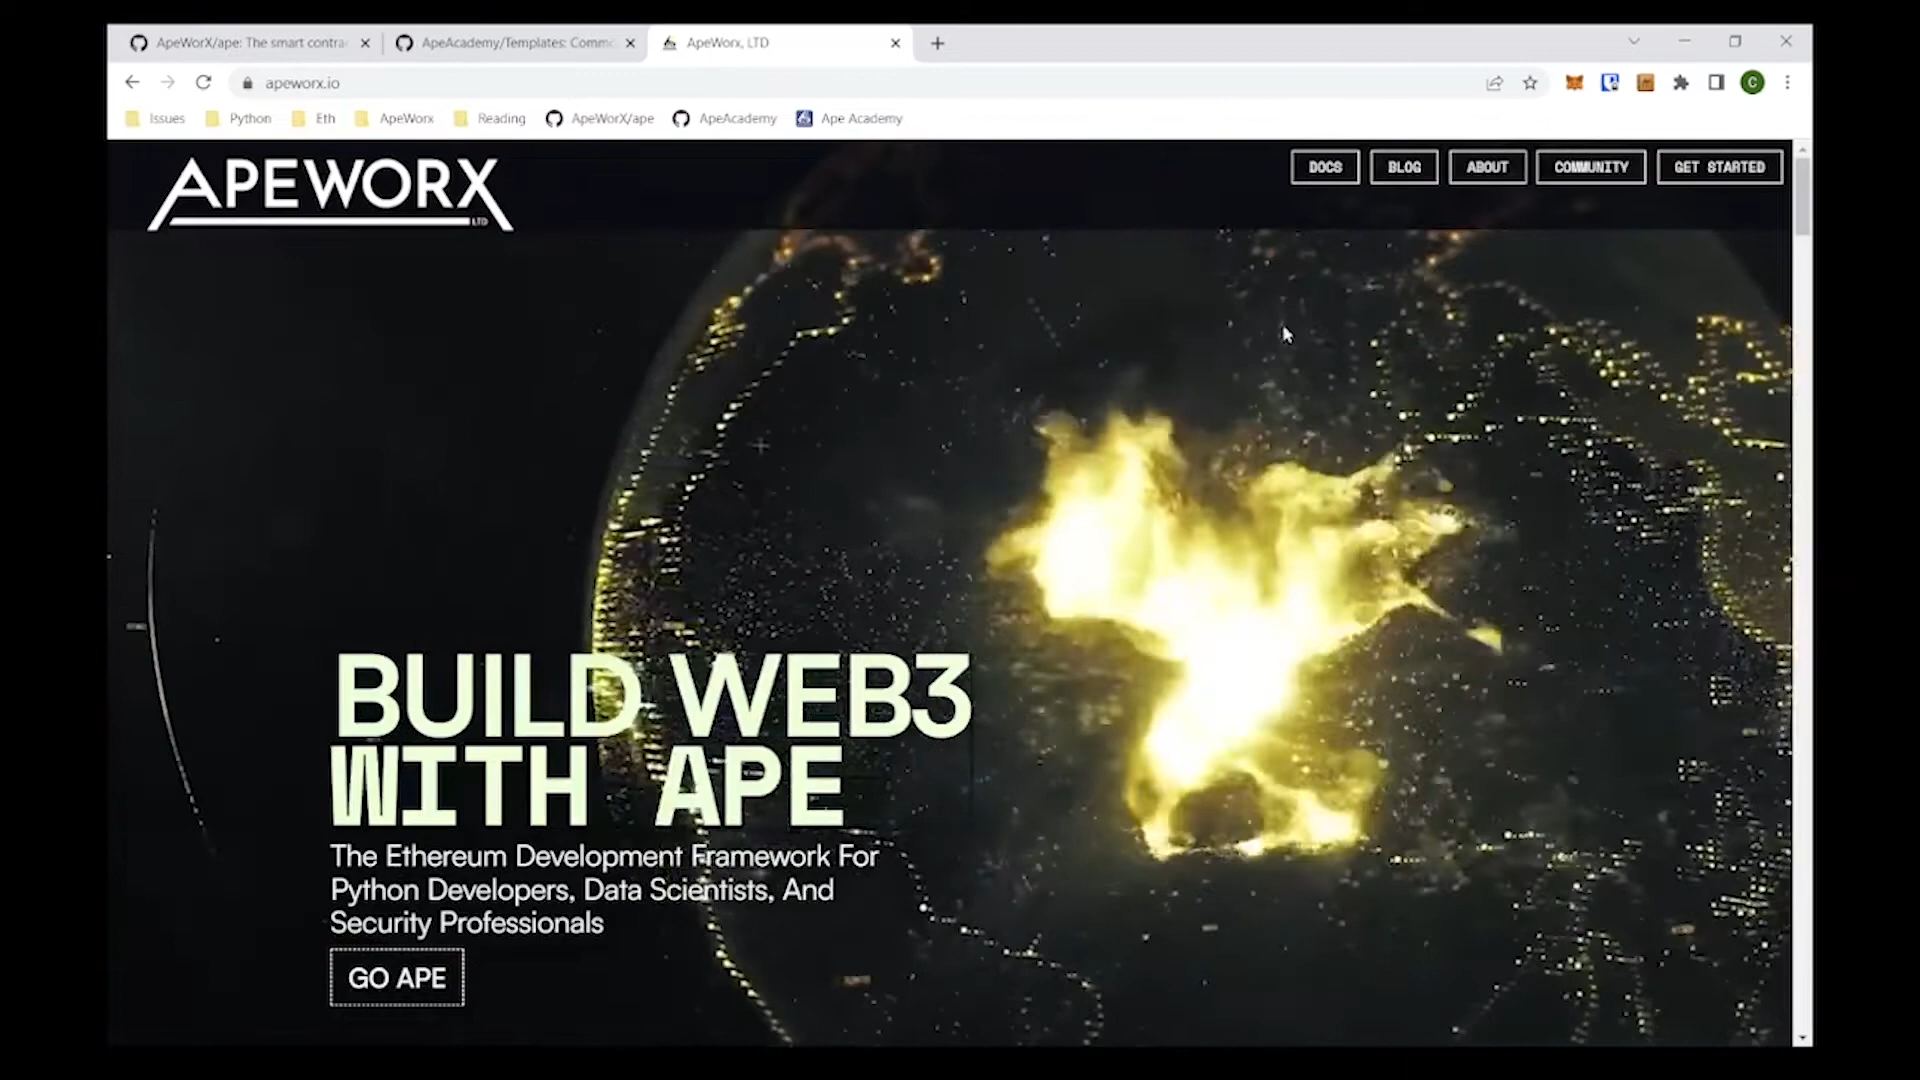 ApeWorX/ape: The smart contra
ApeAcademy/Templates: Commo
ApeWorx, LTD
apeworx.io
C
Issues
Python
Eth
ApeWorx
Reading
ApeWorX/ape
ApeAcademy
Ape Academy
APEWORX
LTD
DOCS
BLOG
ABOUT
COMMUNITY
GET STARTED
BUILD WEB3
WITH APE
The Ethereum Development Framework For
Python Developers, Data Scientists, And
Security Professionals
GO APE